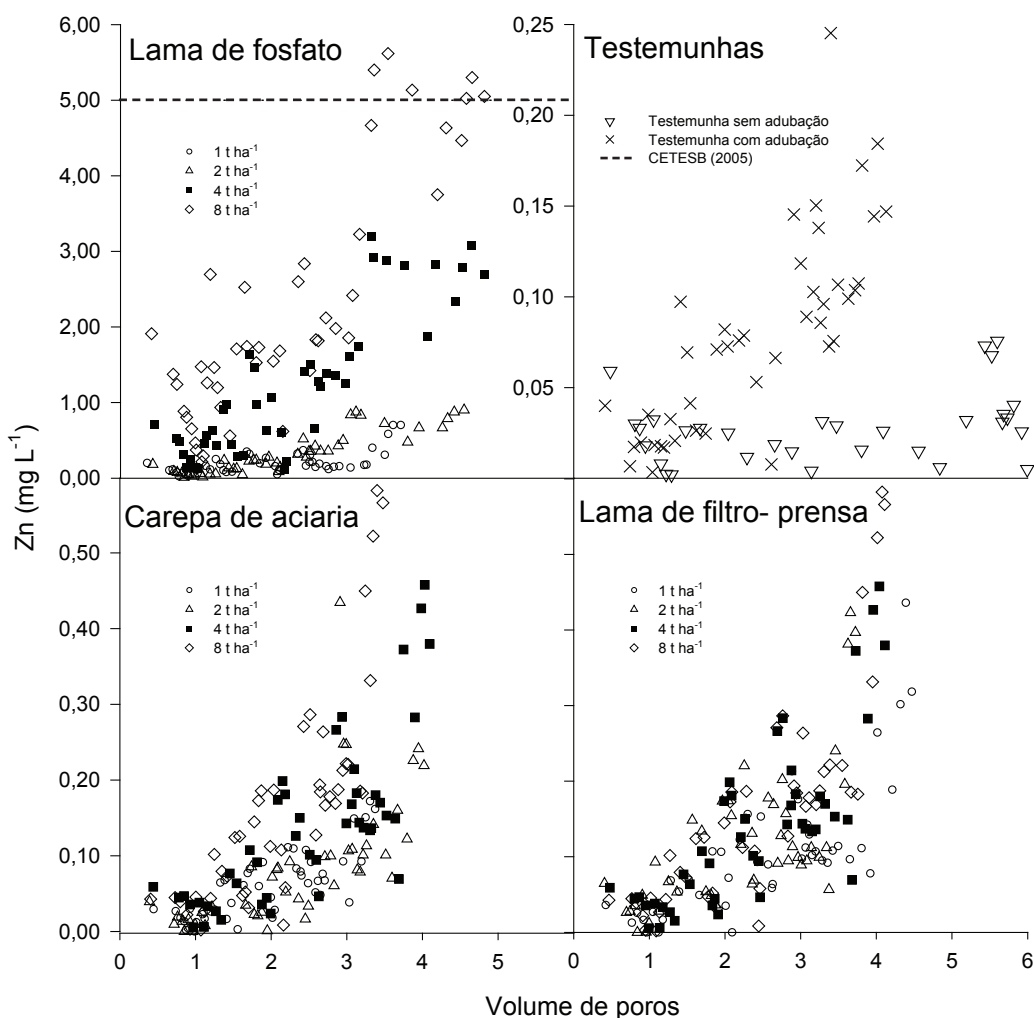 Zn (mg L-1)
6,00
5,00
4,00
3,00
2,00
1,00
0,00
Lama de fosfato
1 t ha-1
2 t ha-1
4 t ha-1
8 t ha-1
0,25
0,20
0,15
0,10
0,05
Testemunhas
Testemunha sem adubação
Testemunha com adubação
CETESB (2005)
Carepa de aciaria
0,50
0,40
0,30
0,20
0,10
0,00
1 t ha-1
2 t ha-1
4 t ha-1
8 t ha-1
0 1 2 3 4 5
Lama de filtro- prensa
1 t ha-1
2 t ha-1
4 t ha-1
8 t ha-1
0 1 2 3 4 5 6
Volume de poros